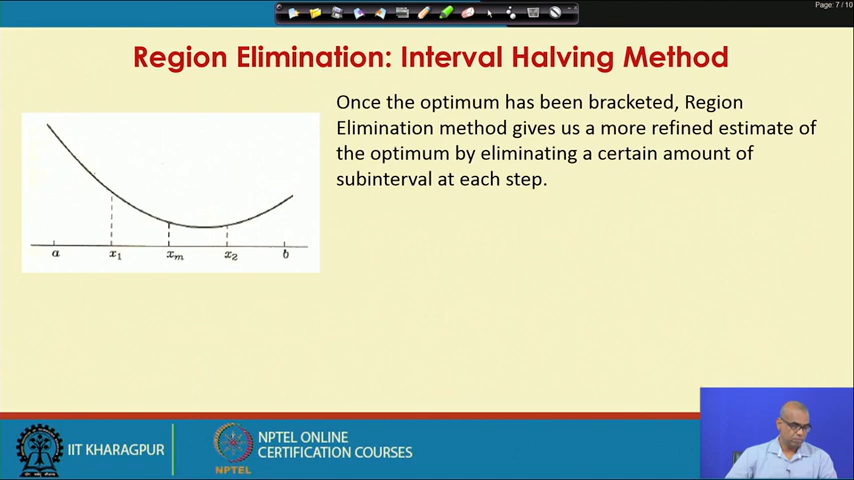 Page: 7 / 10
Region Elimination: Interval Halving Method
Once the optimum has been bracketed, Region
Elimination method gives us a more refined estimate of
the optimum by eliminating a certain amount of
subinterval at each step.
a x1 xm x2 b
IIT KHARAGPUR
NPTEL
NPTEL ONLINE
CERTIFICATION COURSES